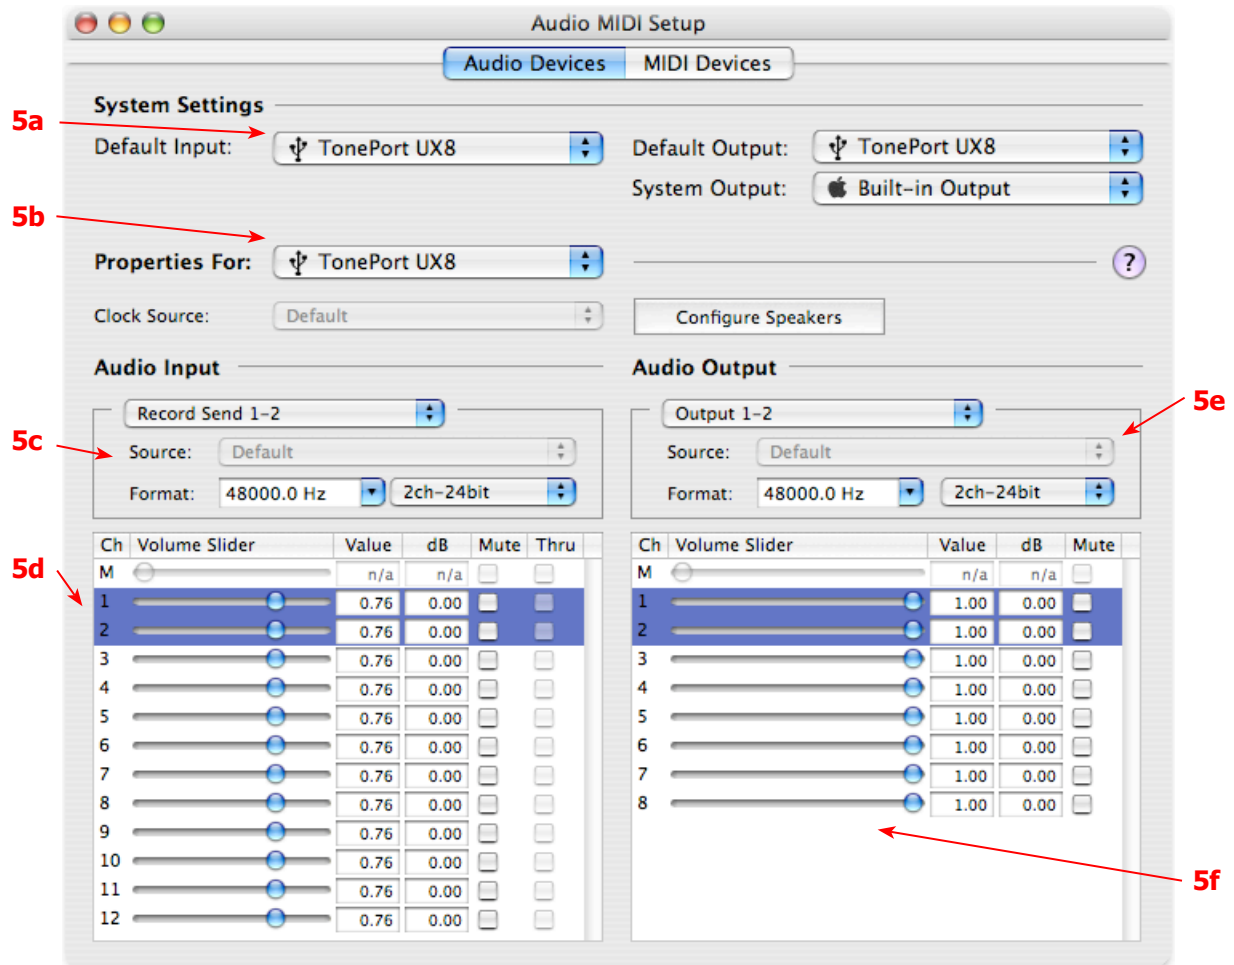 Audio MIDI Setup
Audio Devices MIDI Devices
System Settings
5a
Default Input: TonePort UX8 Default Output: TonePort UX8
System Output: Built-in Output
5b
Properties For: TonePort UX8 ?
Clock Source: Default Configure Speakers
Audio Input Audio Output
Record Send 1-2 Output 1-2
5e
5c
Source: Default Source: Default
Format: 48000.0 Hz 2ch-24bit Format: 48000.0 Hz 2ch-24bit
Ch Volume Slider Value dB Mute Thru Ch Volume Slider Value dB Mute
5d
M n/a n/a M n/a n/a
1 0.76 0.00 1 1.00 0.00
2 0.76 0.00 2 1.00 0.00
3 0.76 0.00 3 1.00 0.00
4 0.76 0.00 4 1.00 0.00
5 0.76 0.00 5 1.00 0.00
6 0.76 0.00 6 1.00 0.00
7 0.76 0.00 7 1.00 0.00
8 0.76 0.00 8 1.00 0.00
9 0.76 0.00
10 0.76 0.00
11 0.76 0.00
5f
12 0.76 0.00